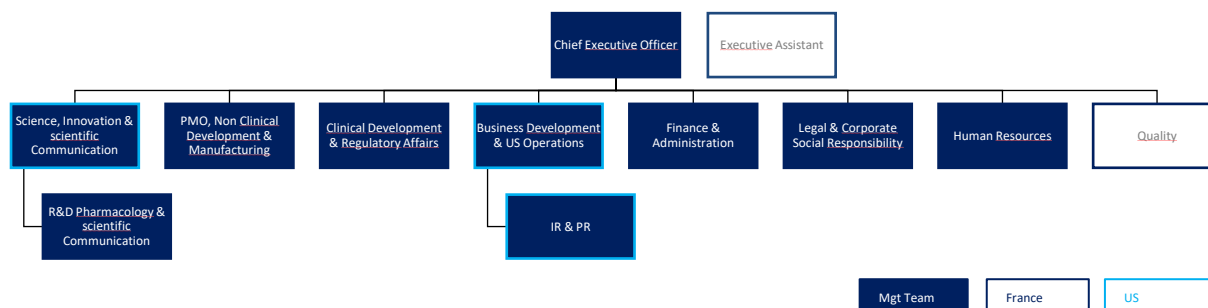 Chief Executive Officer
Executive Assistant
Science, Innovation &
scientific
Communication
PMO, Non Clinical
Development &
Manufacturing
Clinical Development
& Regulatory Affairs
Business Development
& US Operations
Finance &
Administration
Legal & Corporate
Social Responsibility
Human Resources
Quality
R&D Pharmacology &
scientific
Communication
IR & PR
Mgt Team
France
US